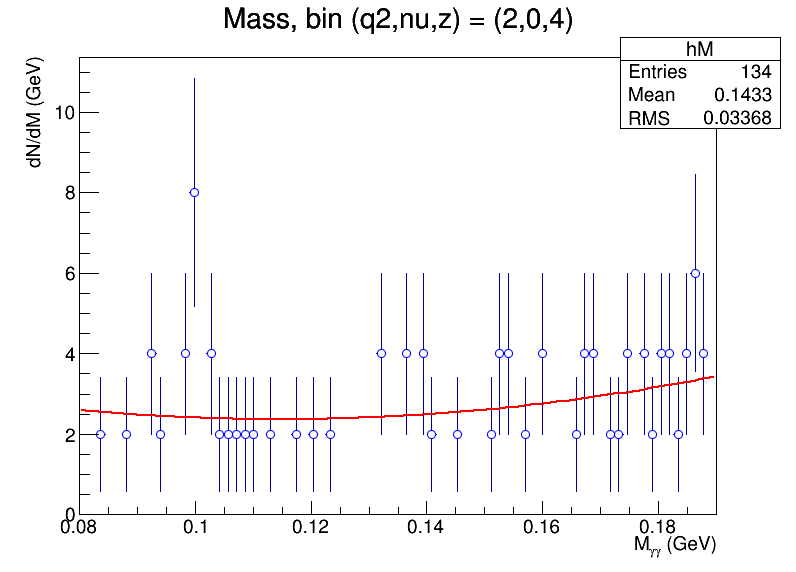 Mass, bin (q2,nu,z) = (2,0,4)
hM
Entries 134
Mean 0.1433
RMS 0.03368
dN/dM (GeV)
10
8
6
4
2
0
0.08 0.1 0.12 0.14 0.16 0.18
Mγγ (GeV)